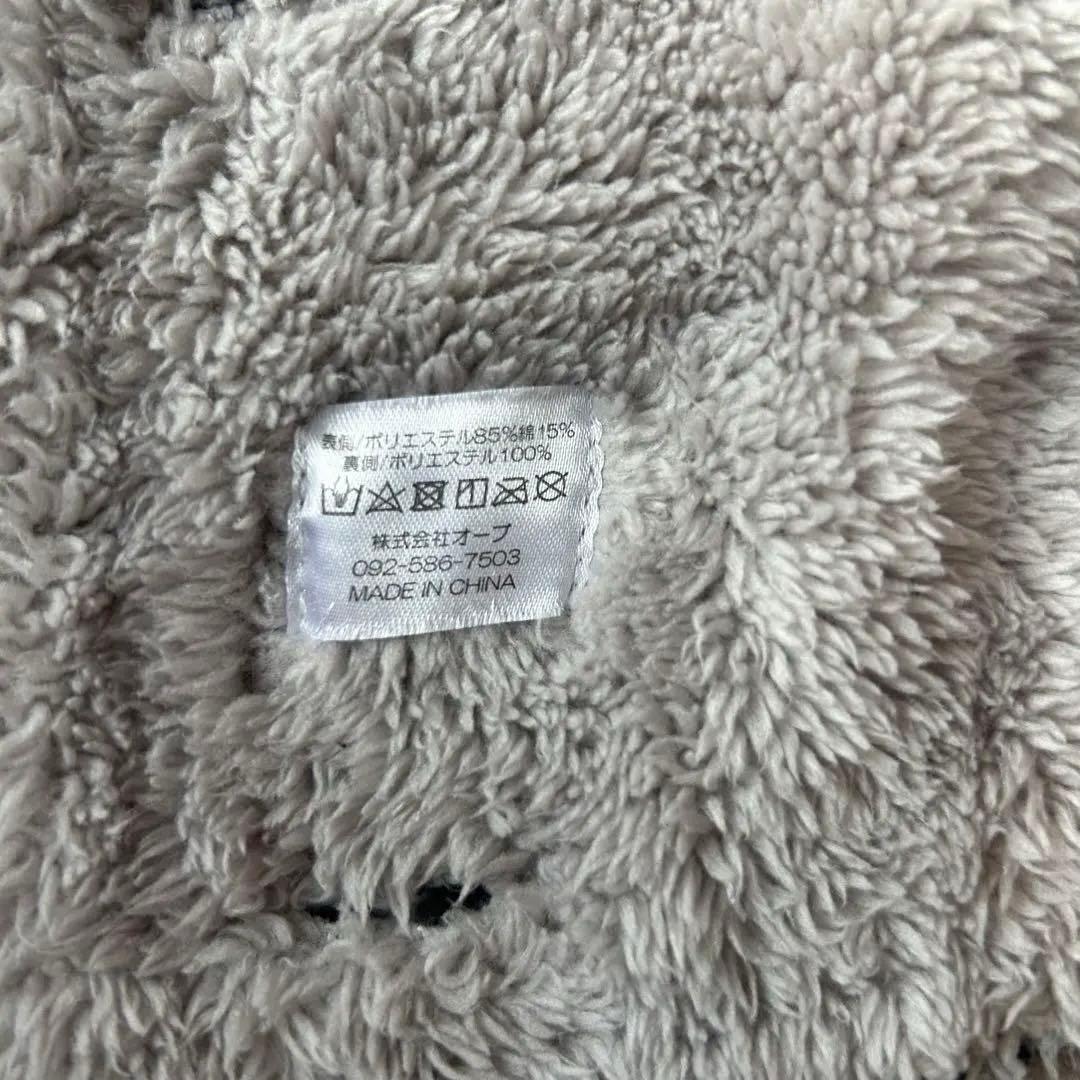 表側/ポリエステル85%綿15%
裏側/ポリエステル100%
株式会社オーブ
092-586-7503
MADE IN CHINA